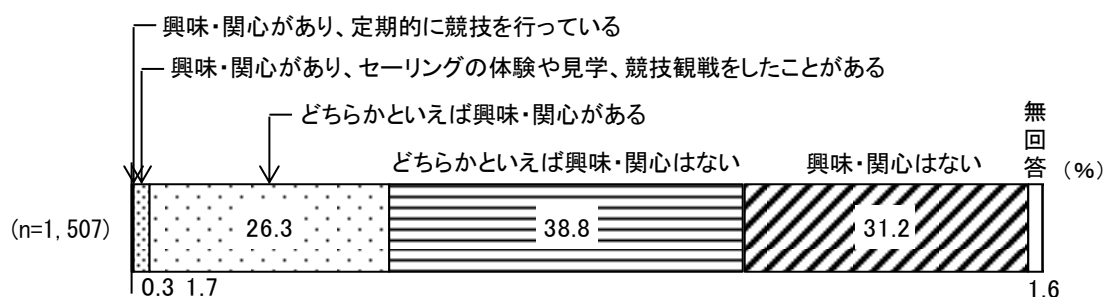 興味・関心があり、定期的に競技を行っている
興味・関心があり、セーリングの体験や見学、競技観戦をしたことがある
どちらかといえば興味・関心がある
どちらかといえば興味・関心はない
興味・関心はない
無回答
(%)
(n=1,507)
26.3
38.8
31.2
0.3
1.7
1.6